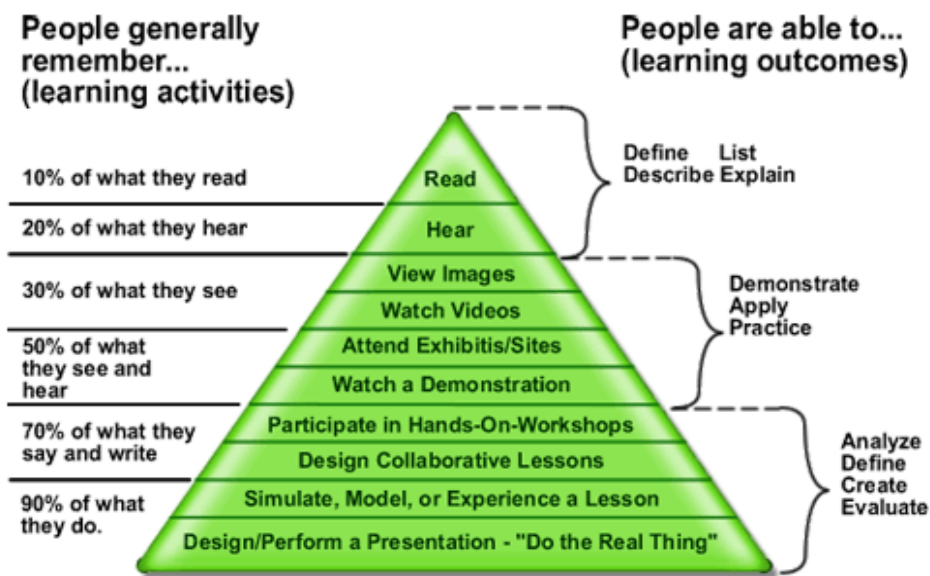 People generally
remember...
(learning activities)
People are able to...
(learning outcomes)
10% of what they read
20% of what they hear
30% of what they see
50% of what
they see and
hear
70% of what they
say and write
90% of what
they do.
Read
Hear
View Images
Watch Videos
Attend Exhibitis/Sites
Watch a Demonstration
Participate in Hands-On-Workshops
Design Collaborative Lessons
Simulate, Model, or Experience a Lesson
Design/Perform a Presentation - "Do the Real Thing"
Define List
Describe Explain
Demonstrate
Apply
Practice
Analyze
Define
Create
Evaluate